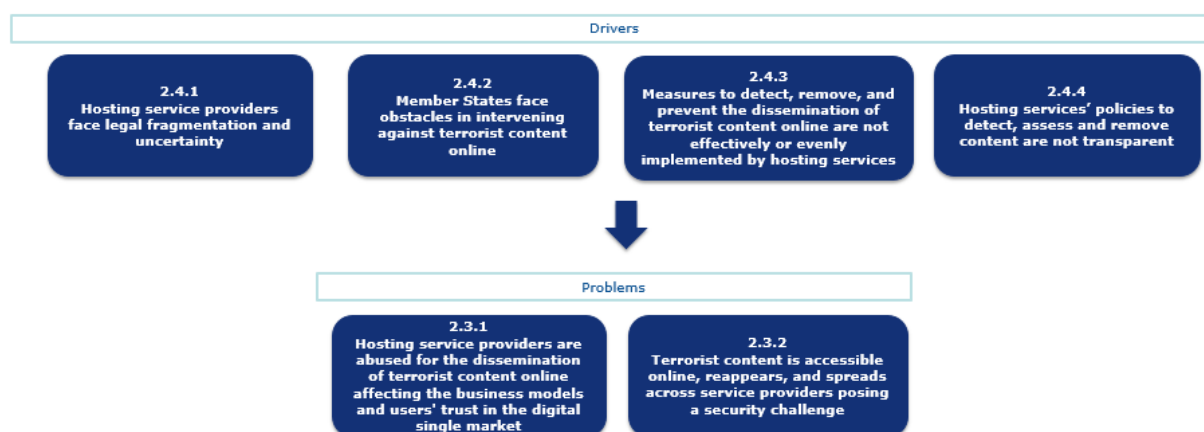 Drivers
2.4.1
Hosting service providers
face legal fragmentation and
uncertainty
2.4.2
Member States face
obstacles in intervening
against terrorist content
online
2.4.3
Measures to detect, remove, and
prevent the dissemination of
terrorist content online are not
effectively or evenly
implemented by hosting services
2.4.4
Hosting services’ policies to
detect, assess and remove
content are not transparent
Problems
2.3.1
Hosting service providers are
abused for the dissemination
of terrorist content online
affecting the business models
and users' trust in the digital
single market
2.3.2
Terrorist content is accessible
online, reappears, and spreads
across service providers posing
a security challenge